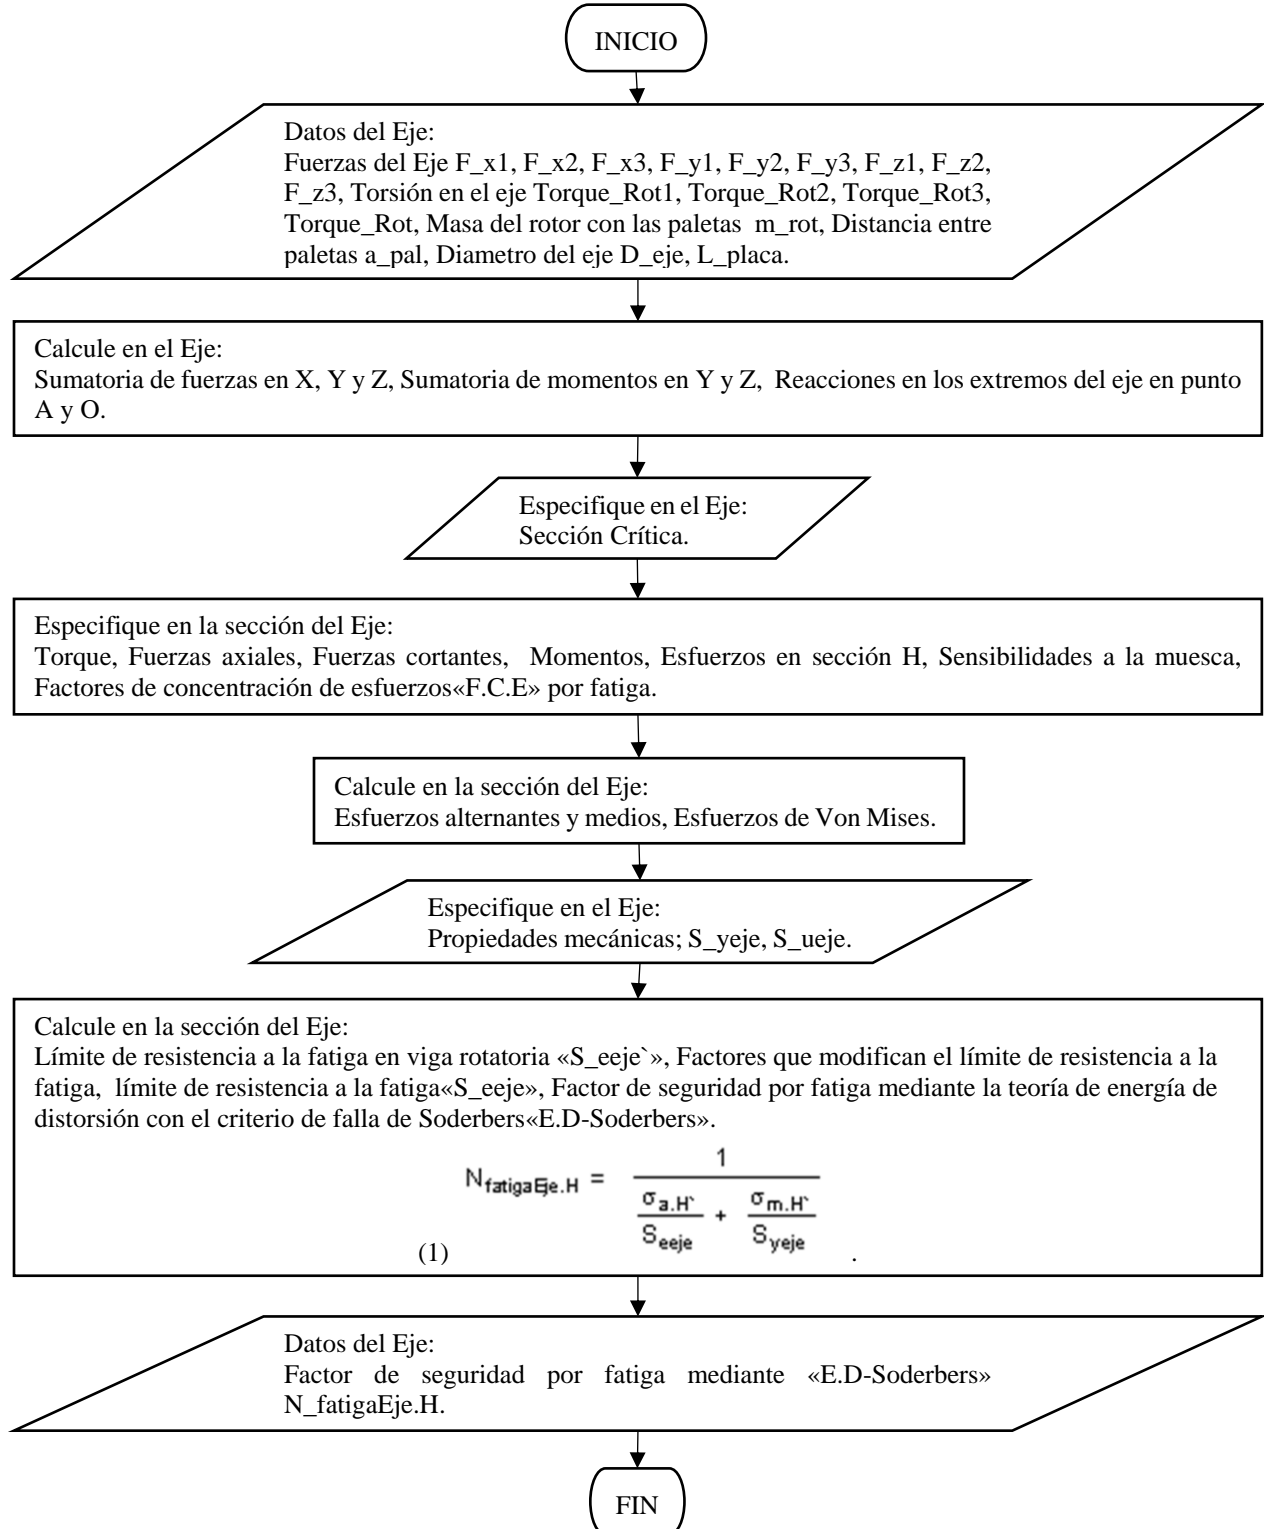 INICIO
Datos del Eje:
Fuerzas del Eje F_x1, F_x2, F_x3, F_y1, F_y2, F_y3, F_z1, F_z2,
F_z3, Torsión en el eje Torque_Rot1, Torque_Rot2, Torque_Rot3,
Torque_Rot, Masa del rotor con las paletas m_rot, Distancia entre
paletas a_pal, Diametro del eje D_eje, L_placa.
Calcule en el Eje:
Sumatoria de fuerzas en X, Y y Z, Sumatoria de momentos en Y y Z, Reacciones en los extremos del eje en punto
A y O.
Especifique en el Eje:
Sección Crítica.
Especifique en la sección del Eje:
Torque, Fuerzas axiales, Fuerzas cortantes, Momentos, Esfuerzos en sección H, Sensibilidades a la muesca,
Factores de concentración de esfuerzos«F.C.E» por fatiga.
Calcule en la sección del Eje:
Esfuerzos alternantes y medios, Esfuerzos de Von Mises.
Especifique en el Eje:
Propiedades mecánicas; S_yeje, S_ueje.
Calcule en la sección del Eje:
Límite de resistencia a la fatiga en viga rotatoria «S_eeje`», Factores que modifican el límite de resistencia a la
fatiga, límite de resistencia a la fatiga«S_eeje», Factor de seguridad por fatiga mediante la teoría de energía de
distorsión con el criterio de falla de Soderbers«E.D-Soderbers».
N fatigaEje.H = 1 / (σ a.H` / S eeje + σ m.H` / S yeje)
(1) .
Datos del Eje:
Factor de seguridad por fatiga mediante «E.D-Soderbers»
N_fatigaEje.H.
FIN